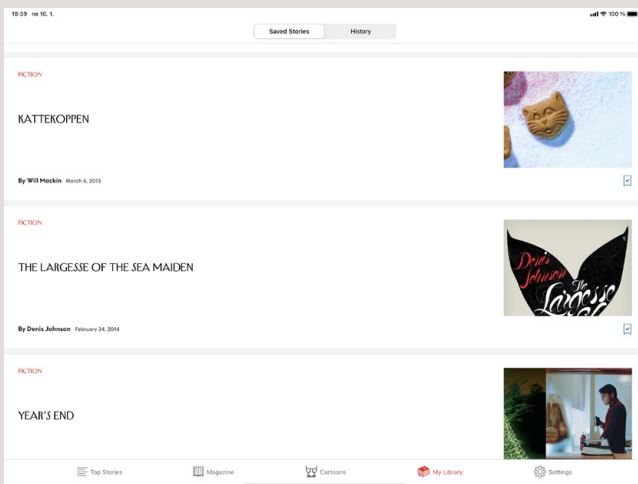 18:39 ne 10. 1.
100 %
Saved Stories
History
FICTION
KATTEKOPPEN
By Will Mackin March 4, 2013
FICTION
THE LARGESSE OF THE SEA MAIDEN
Denis
Johnson
The
Largesse
By Denis Johnson February 24, 2014
FICTION
YEAR'S END
Top Stories
Magazine
Cartoons
My Library
Settings